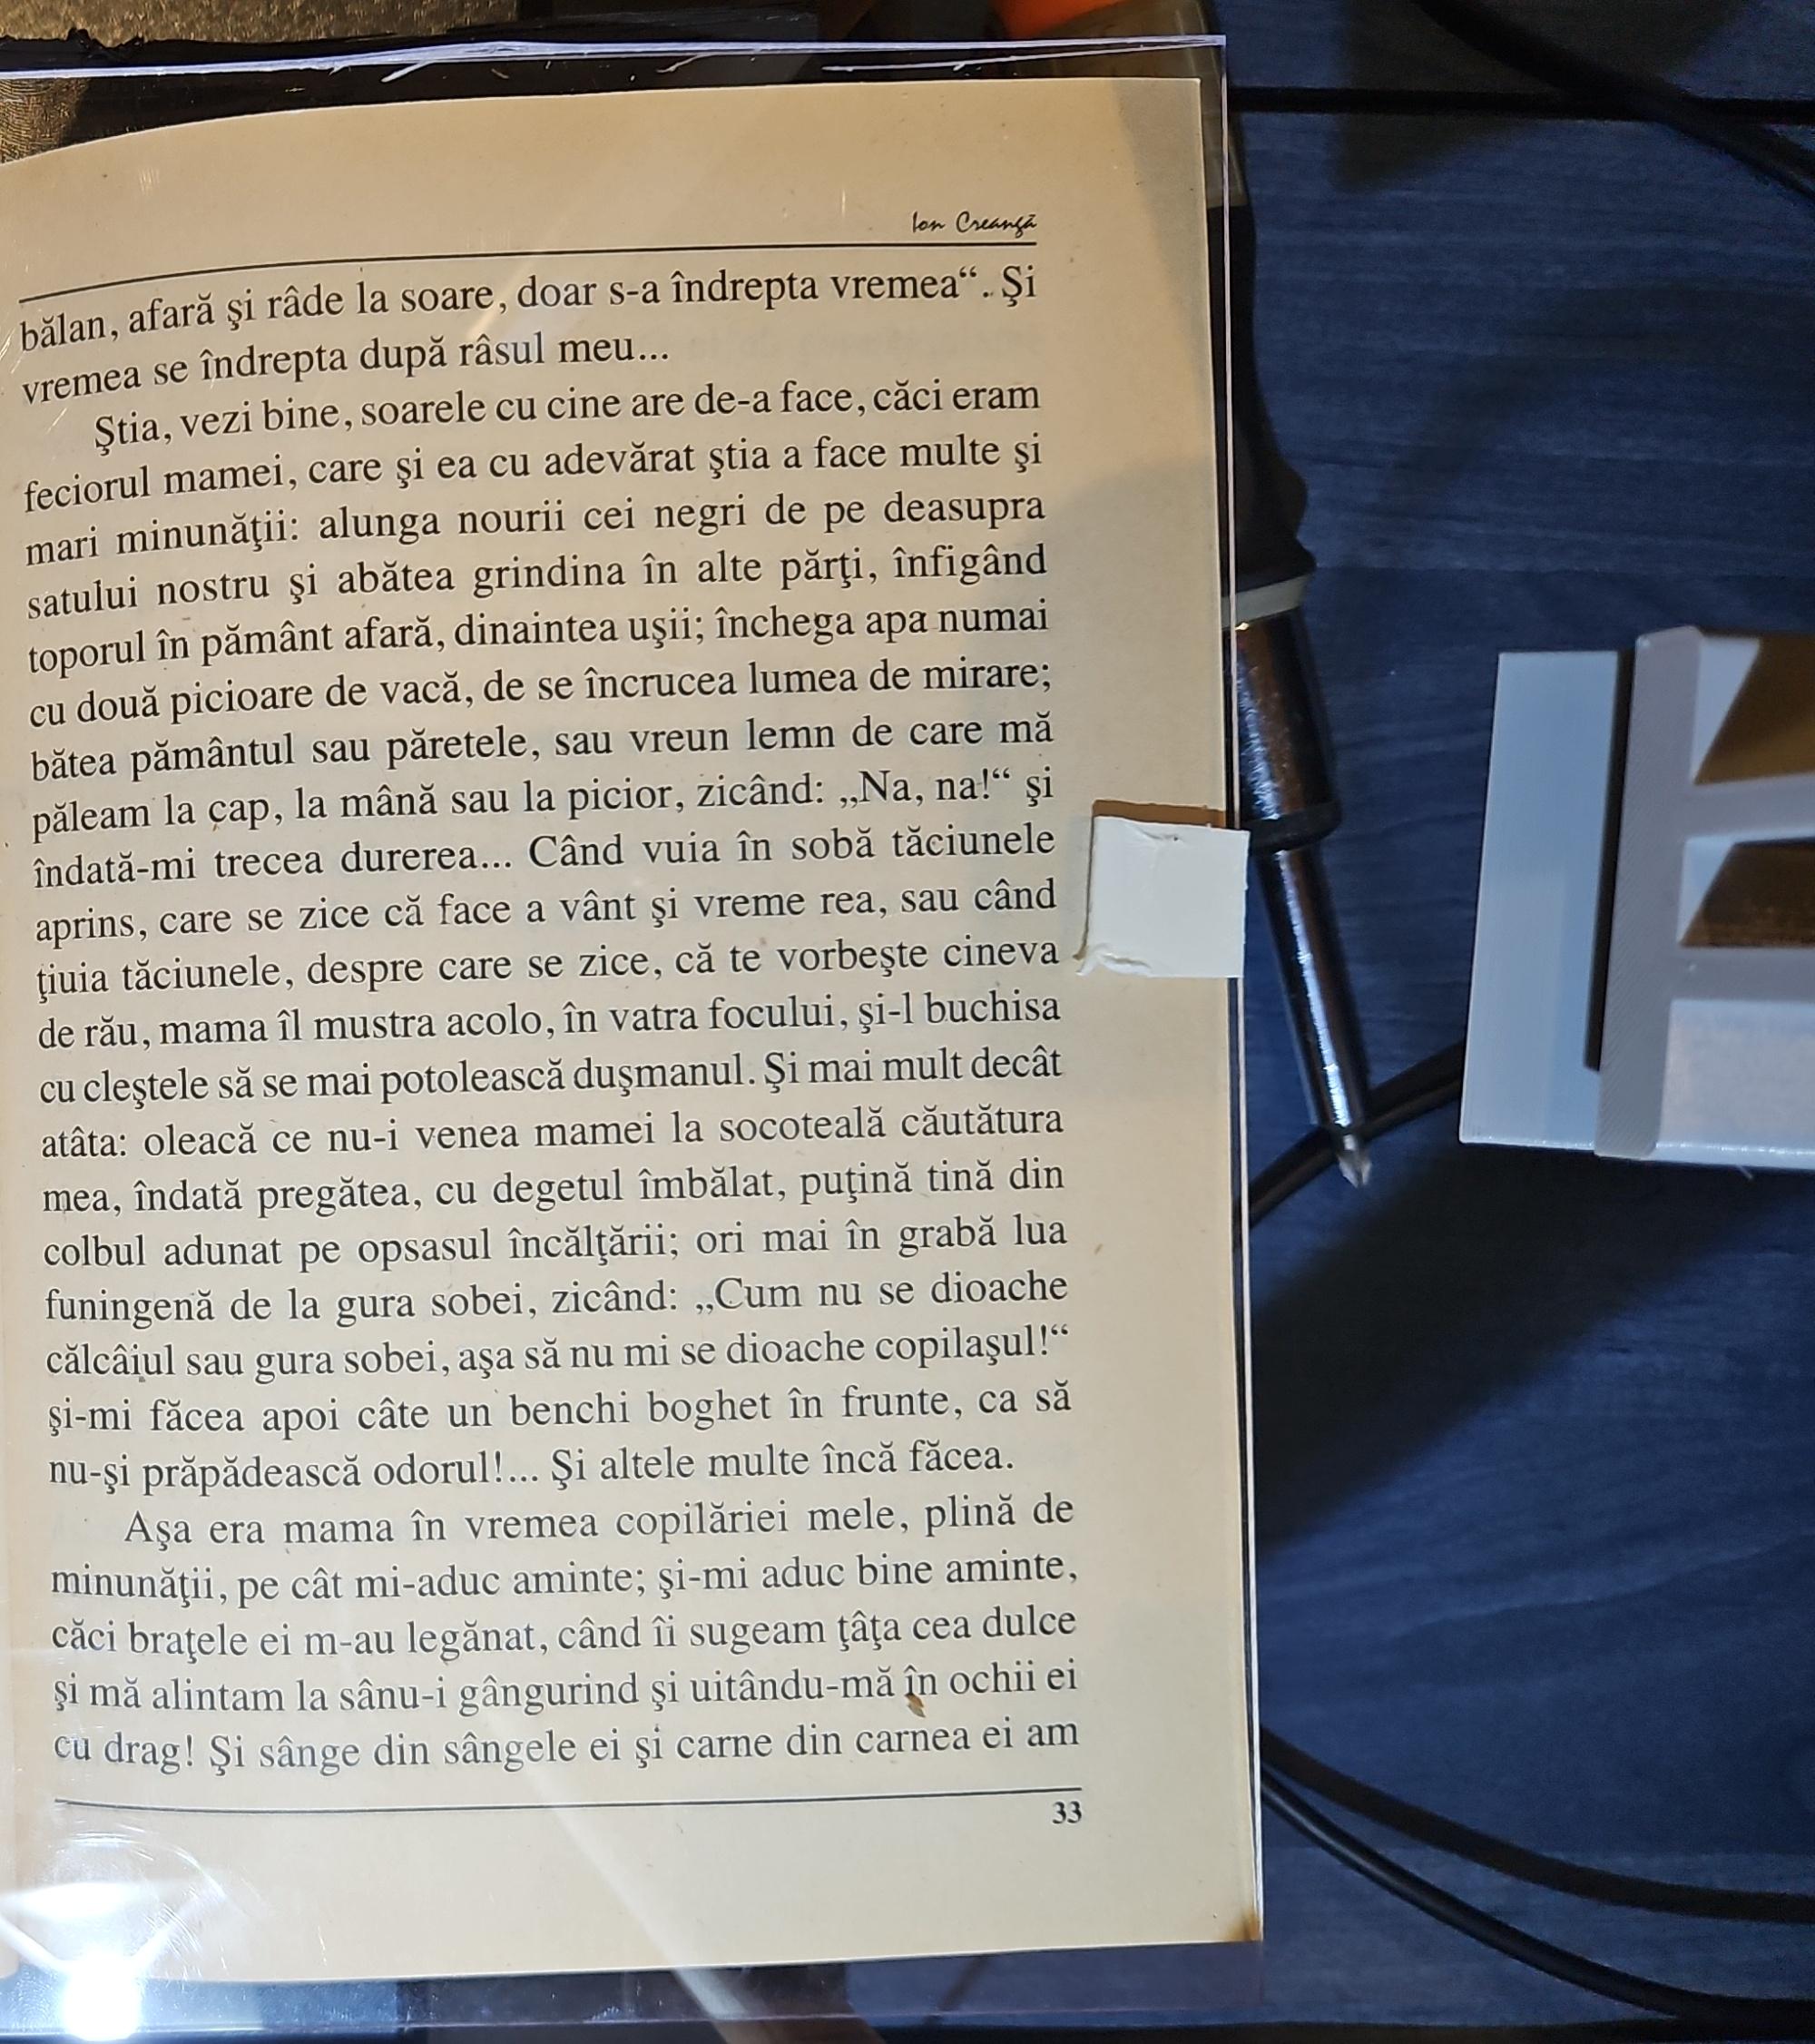 Ion Creangă
bălan, afară şi râde la soare, doar s-a îndrepta vremea“. Şi
vremea se îndrepta după râsul meu...
Ştia, vezi bine, soarele cu cine are de-a face, căci eram
feciorul mamei, care şi ea cu adevărat ştia a face multe şi
mari minunăţii: alunga nourii cei negri de pe deasupra
satului nostru şi abătea grindina în alte părţi, înfigând
toporul în pământ afară, dinaintea uşii; închega apa numai
cu două picioare de vacă, de se încrucea lumea de mirare;
bătea pământul sau păretele, sau vreun lemn de care mă
păleam la cap, la mână sau la picior, zicând: „Na, na!“ şi
îndată-mi trecea durerea... Când vuia în sobă tăciunele
aprins, care se zice că face a vânt şi vreme rea, sau când
ţiuia tăciunele, despre care se zice, că te vorbeşte cineva
de rău, mama îl mustra acolo, în vatra focului, şi-l buchisa
cu cleştele să se mai potolească duşmanul. Şi mai mult decât
atâta: oleacă ce nu-i venea mamei la socoteală căutătura
mea, îndată pregătea, cu degetul îmbălat, puţină tină din
colbul adunat pe opsasul încălţării; ori mai în grabă lua
funingenă de la gura sobei, zicând: „Cum nu se dioache
călcâiul sau gura sobei, aşa să nu mi se dioache copilaşul!“
şi-mi făcea apoi câte un benchi boghet în frunte, ca să
nu-şi prăpădească odorul!... Şi altele multe încă făcea.
Aşa era mama în vremea copilăriei mele, plină de
minunăţii, pe cât mi-aduc aminte; şi-mi aduc bine aminte,
căci braţele ei m-au legănat, când îi sugeam ţâţa cea dulce
şi mă alintam la sânu-i gângurind şi uitându-mă în ochii ei
cu drag! Şi sânge din sângele ei şi carne din carnea ei am
33